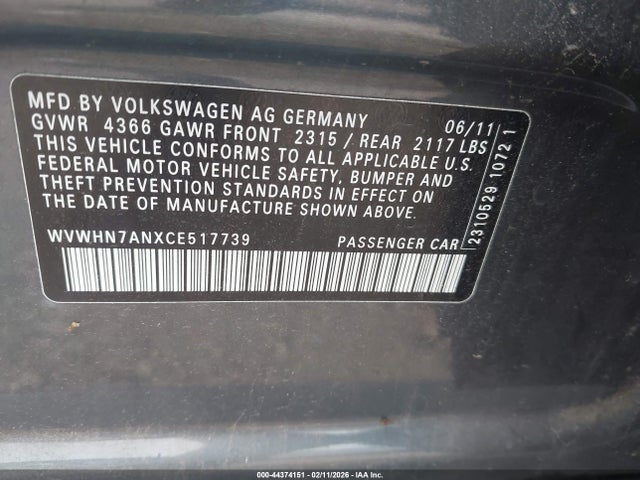 MFD BY VOLKSWAGEN AG GERMANY 06/11
GVWR 4366 GAWR FRONT 2315 / REAR 2117 LBS
THIS VEHICLE CONFORMS TO ALL APPLICABLE U.S.
FEDERAL MOTOR VEHICLE SAFETY, BUMPER AND
THEFT PREVENTION STANDARDS IN EFFECT ON
THE DATE OF MANUFACTURE SHOWN ABOVE.
WVWHN7ANXCE517739 PASSENGER CAR
2310529 1072 1
000-44374151 - 02/11/2026 - IAA Inc.